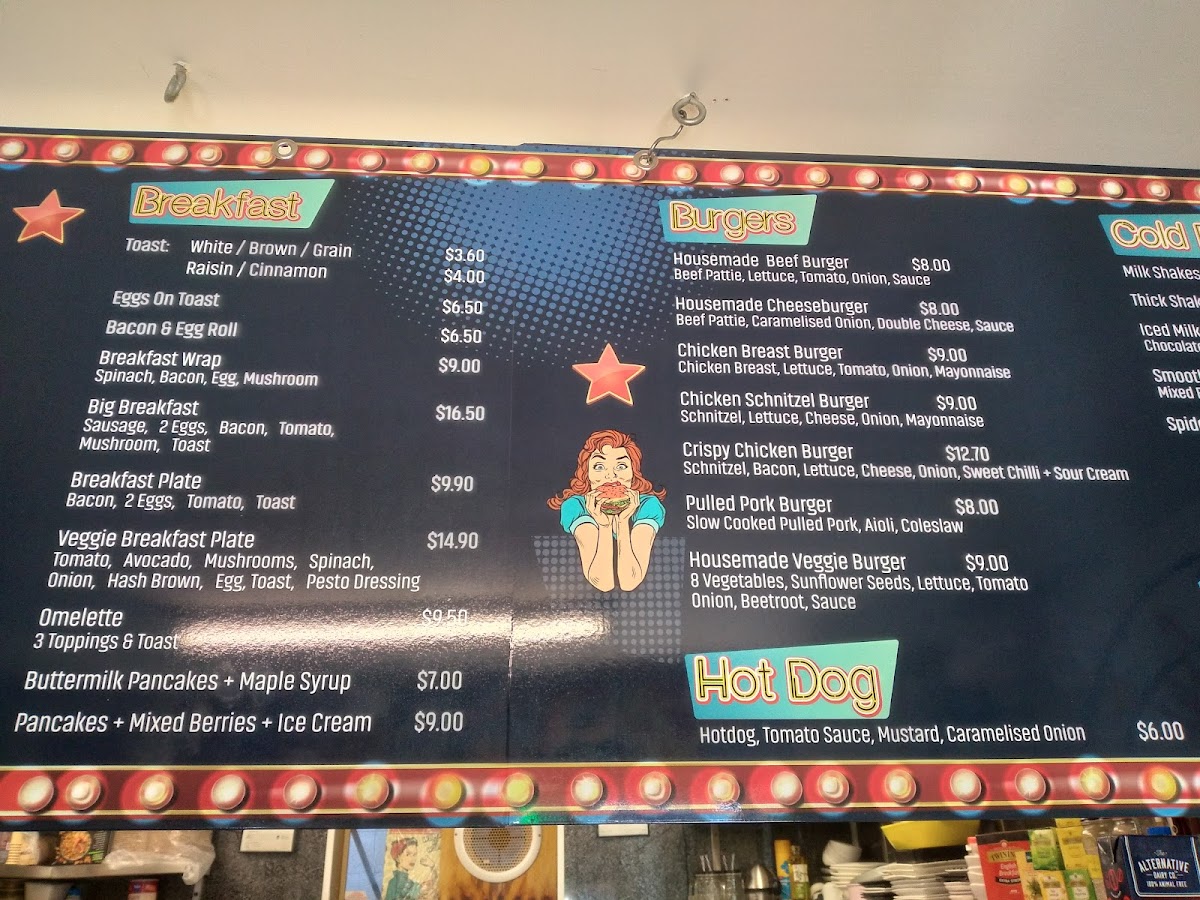 Breakfast
Toast: White / Brown / Grain $3.60
Raisin / Cinnamon $4.00
Eggs On Toast $6.50
Bacon & Egg Roll $6.50
Breakfast Wrap $9.00
Spinach, Bacon, Egg, Mushroom
Big Breakfast $16.50
Sausage, 2 Eggs, Bacon, Tomato,
Mushroom, Toast
Breakfast Plate $9.90
Bacon, 2 Eggs, Tomato, Toast
Veggie Breakfast Plate $14.90
Tomato, Avocado, Mushrooms, Spinach,
Onion, Hash Brown, Egg, Toast, Pesto Dressing
Omelette $9.50
3 Toppings & Toast
Buttermilk Pancakes + Maple Syrup $7.00
Pancakes + Mixed Berries + Ice Cream $9.00
Burgers
Housemade Beef Burger $8.00
Beef Pattie, Lettuce, Tomato, Onion, Sauce
Housemade Cheeseburger $8.00
Beef Pattie, Caramelised Onion, Double Cheese, Sauce
Chicken Breast Burger $9.00
Chicken Breast, Lettuce, Tomato, Onion, Mayonnaise
Chicken Schnitzel Burger $9.00
Schnitzel, Lettuce, Cheese, Onion, Mayonnaise
Crispy Chicken Burger $12.70
Schnitzel, Bacon, Lettuce, Cheese, Onion, Sweet Chilli + Sour Cream
Pulled Pork Burger $8.00
Slow Cooked Pulled Pork, Aioli, Coleslaw
Housemade Veggie Burger $9.00
8 Vegetables, Sunflower Seeds, Lettuce, Tomato
Onion, Beetroot, Sauce
Hot Dog
Hotdog, Tomato Sauce, Mustard, Caramelised Onion $6.00
Cold
Milk Shakes
Thick Shak
Iced Milk
Chocolate
Smoot
Mixed
Spid
TWININGS
The
ALTERNATIVE
DAIRY CO.
100% ANIMAL FREE